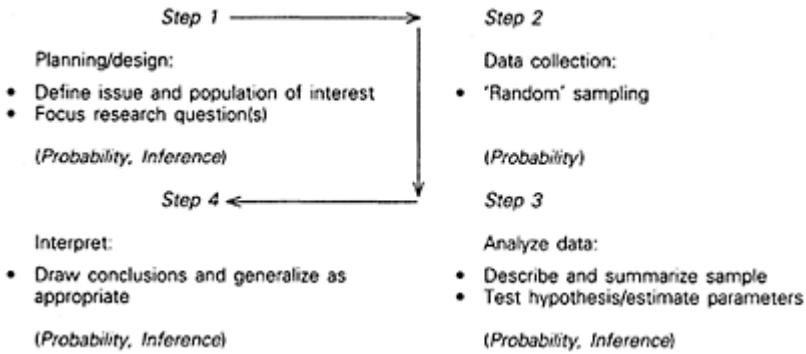 Step 1
Step 2
Planning/design:
• Define issue and population of interest
• Focus research question(s)
(Probability, Inference)
Data collection:
• "Random" sampling
(Probability)
Step 4
Step 3
Interpret:
• Draw conclusions and generalize as
appropriate
(Probability, Inference)
Analyze data:
• Describe and summarize sample
• Test hypothesis/estimate parameters
(Probability, Inference)